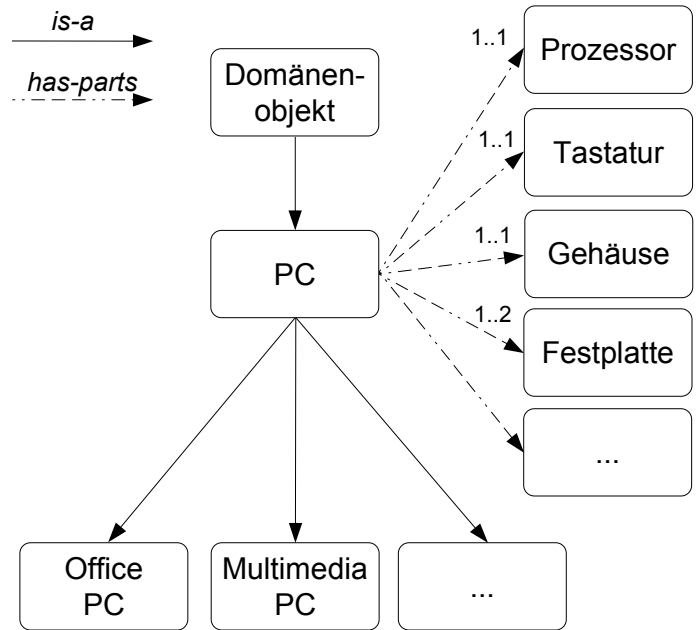 is-a
has-parts
Domänen-
objekt
PC
1..1
Prozessor
1..1
Tastatur
1..1
Gehäuse
1..2
Festplatte
...
Office
PC
Multimedia
PC
...